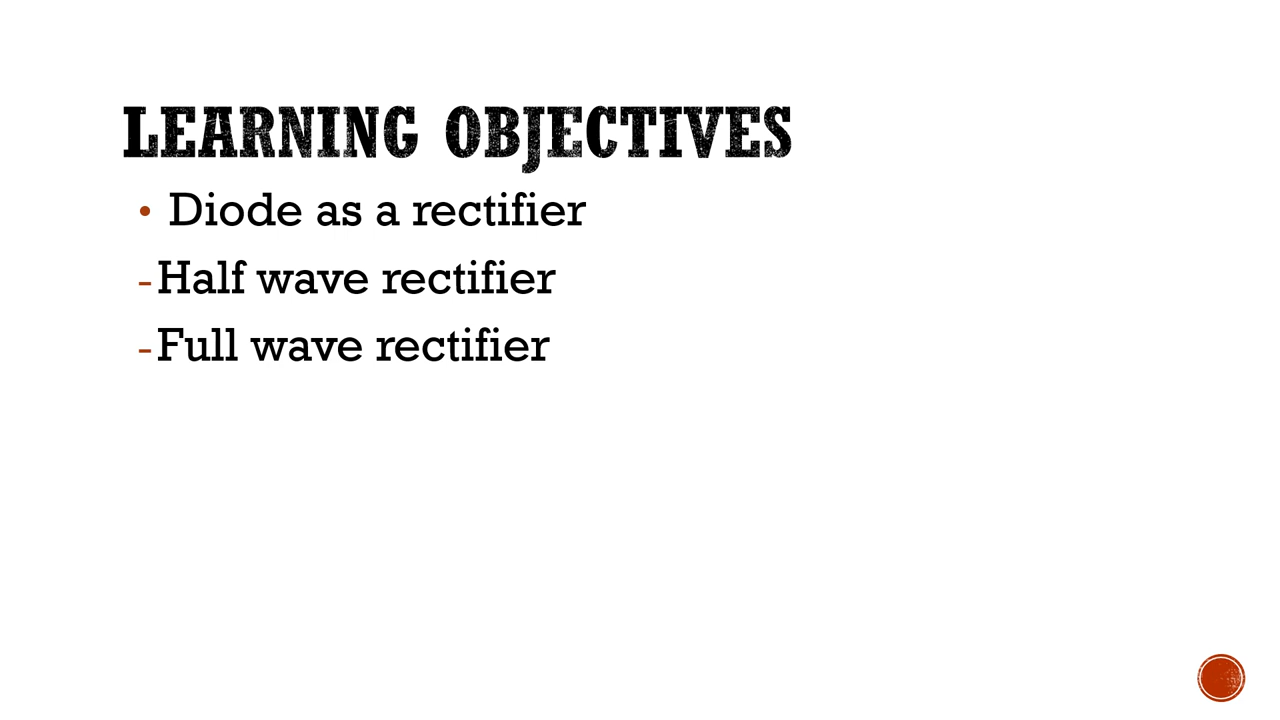 LEARNING OBJECTIVES
• Diode as a rectifier
-Half wave rectifier
-Full wave rectifier